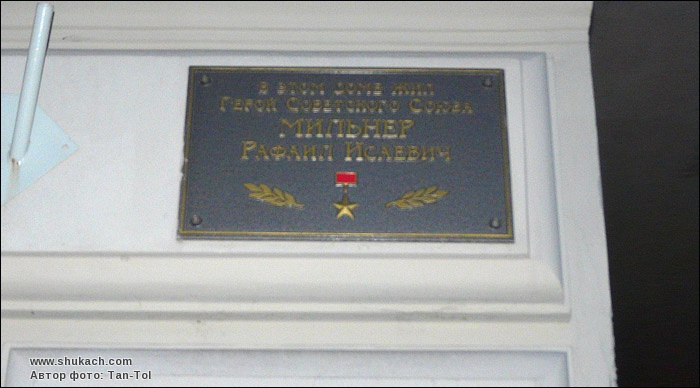 В ЭТОМ ДОМЕ ЖИЛ
ГЕРОЙ СОВЕТСКОГО СОЮЗА
МИЛЬНЕР
РАФАИЛ ИСАЕВИЧ
www.shukach.com
Автор фото: Tan-Tol